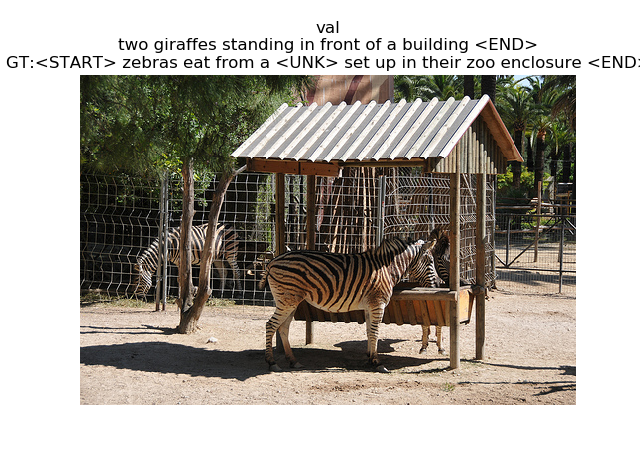 val
two giraffes standing in front of a building <END>
GT:<START> zebras eat from a <UNK> set up in their zoo enclosure <END>